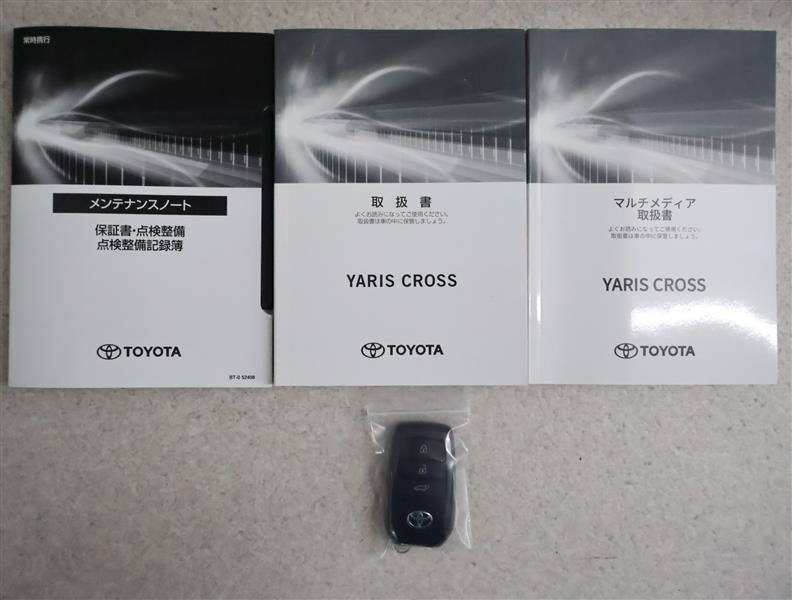 常時携行
メンテナンスノート
保証書・点検整備
点検整備記録簿
TOYOTA
BT-0 52408
取扱書
よくお読みになってご使用ください。
取扱書は車の中に保管しましょう。
YARIS CROSS
TOYOTA
マルチメディア
取扱書
よくお読みになってご使用ください。
取扱書は車の中に保管しましょう。
YARIS CROSS
TOYOTA